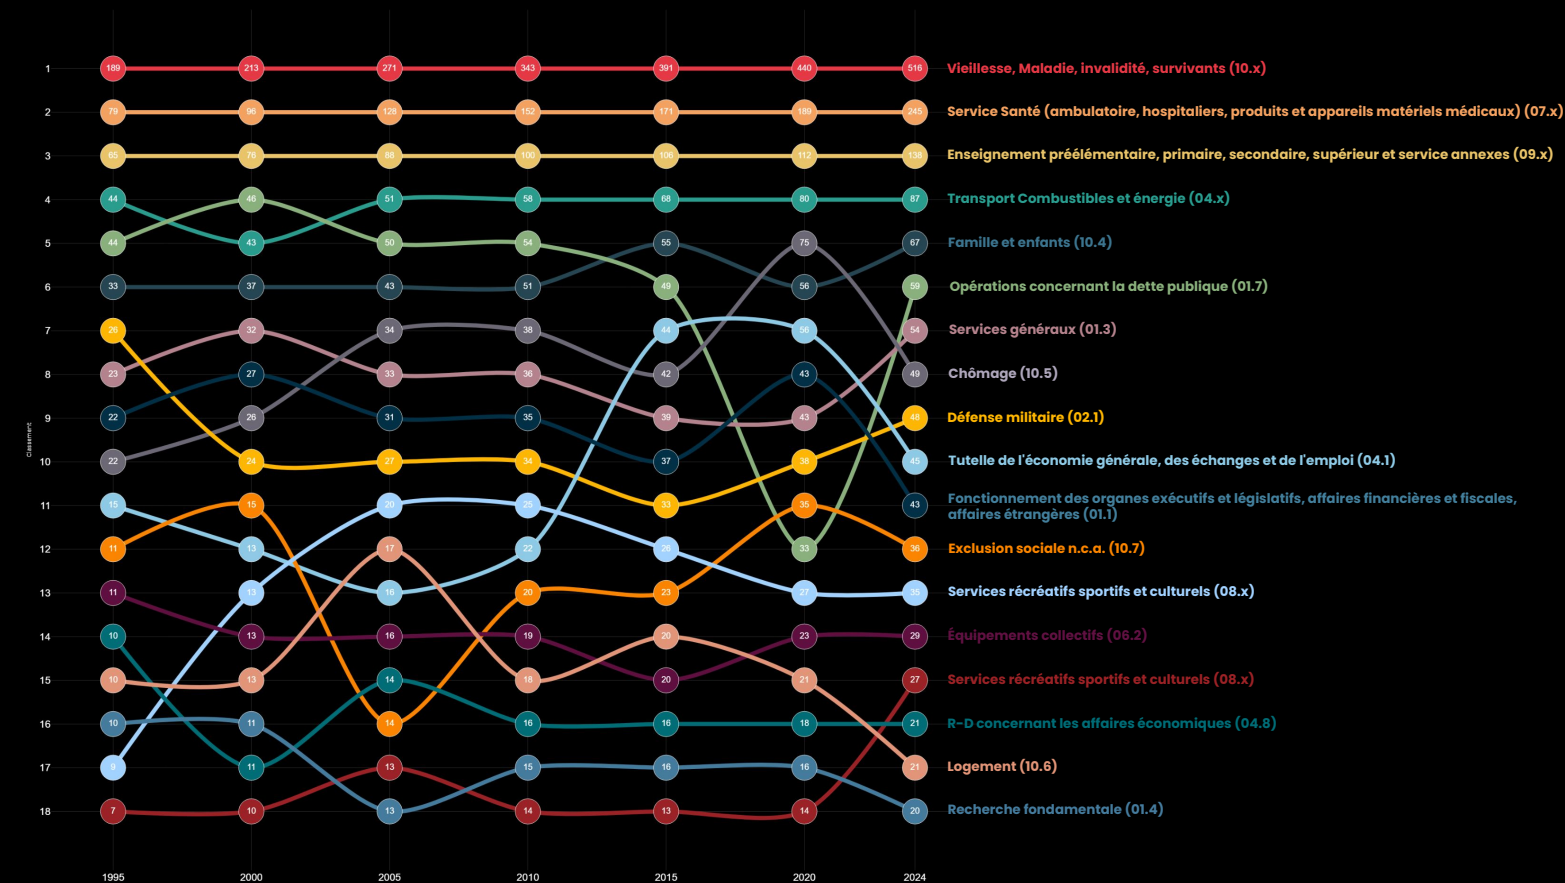 1 189 213 271 343 391 440 516 Vieillesse, Maladie, invalidité, survivants (10.x)
2 79 96 128 152 171 189 245 Service Santé (ambulatoire, hospitaliers, produits et appareils matériels médicaux) (07.x)
3 65 76 88 100 106 112 138 Enseignement préélémentaire, primaire, secondaire, supérieur et service annexes (09.x)
4 44 46 51 58 68 80 87 Transport Combustibles et énergie (04.x)
5 44 43 50 54 55 75 67 Famille et enfants (10.4)
6 33 37 43 51 49 56 59 Opérations concernant la dette publique (01.7)
7 26 32 34 38 44 56 54 Services généraux (01.3)
8 23 27 33 36 42 43 49 Chômage (10.5)
9 22 26 31 35 39 43 48 Défense militaire (02.1)
Classement
10 22 24 27 34 37 38 45 Tutelle de l'économie générale, des échanges et de l'emploi (04.1)
11 15 15 20 25 33 35 43 Fonctionnement des organes exécutifs et législatifs, affaires financières et fiscales,
affaires étrangères (01.1)
12 11 13 17 22 26 33 36 Exclusion sociale n.c.a. (10.7)
13 11 13 16 20 23 27 35 Services récréatifs sportifs et culturels (08.x)
14 10 13 16 19 20 23 29 Équipements collectifs (06.2)
15 10 13 14 18 20 21 27 Services récréatifs sportifs et culturels (08.x)
16 10 11 14 16 16 18 21 R-D concernant les affaires économiques (04.8)
17 9 11 13 15 16 16 21 Logement (10.6)
18 7 10 13 14 13 14 20 Recherche fondamentale (01.4)
1995 2000 2005 2010 2015 2020 2024